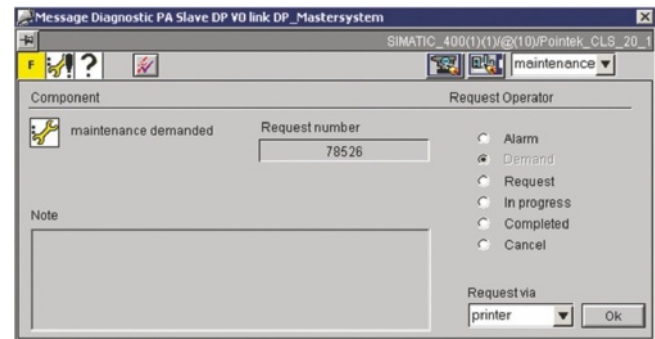 Message Diagnostic PA Slave DP V0 link DP_Mastersystem
SIMATIC_400(1)(1)/@(10)/Pointek_CLS_20_1
F ! ? maintenance
Component Request Operator
maintenance demanded
Request number
78526
Alarm
Demand
Request
In progress
Completed
Cancel
Note
Request via
printer Ok